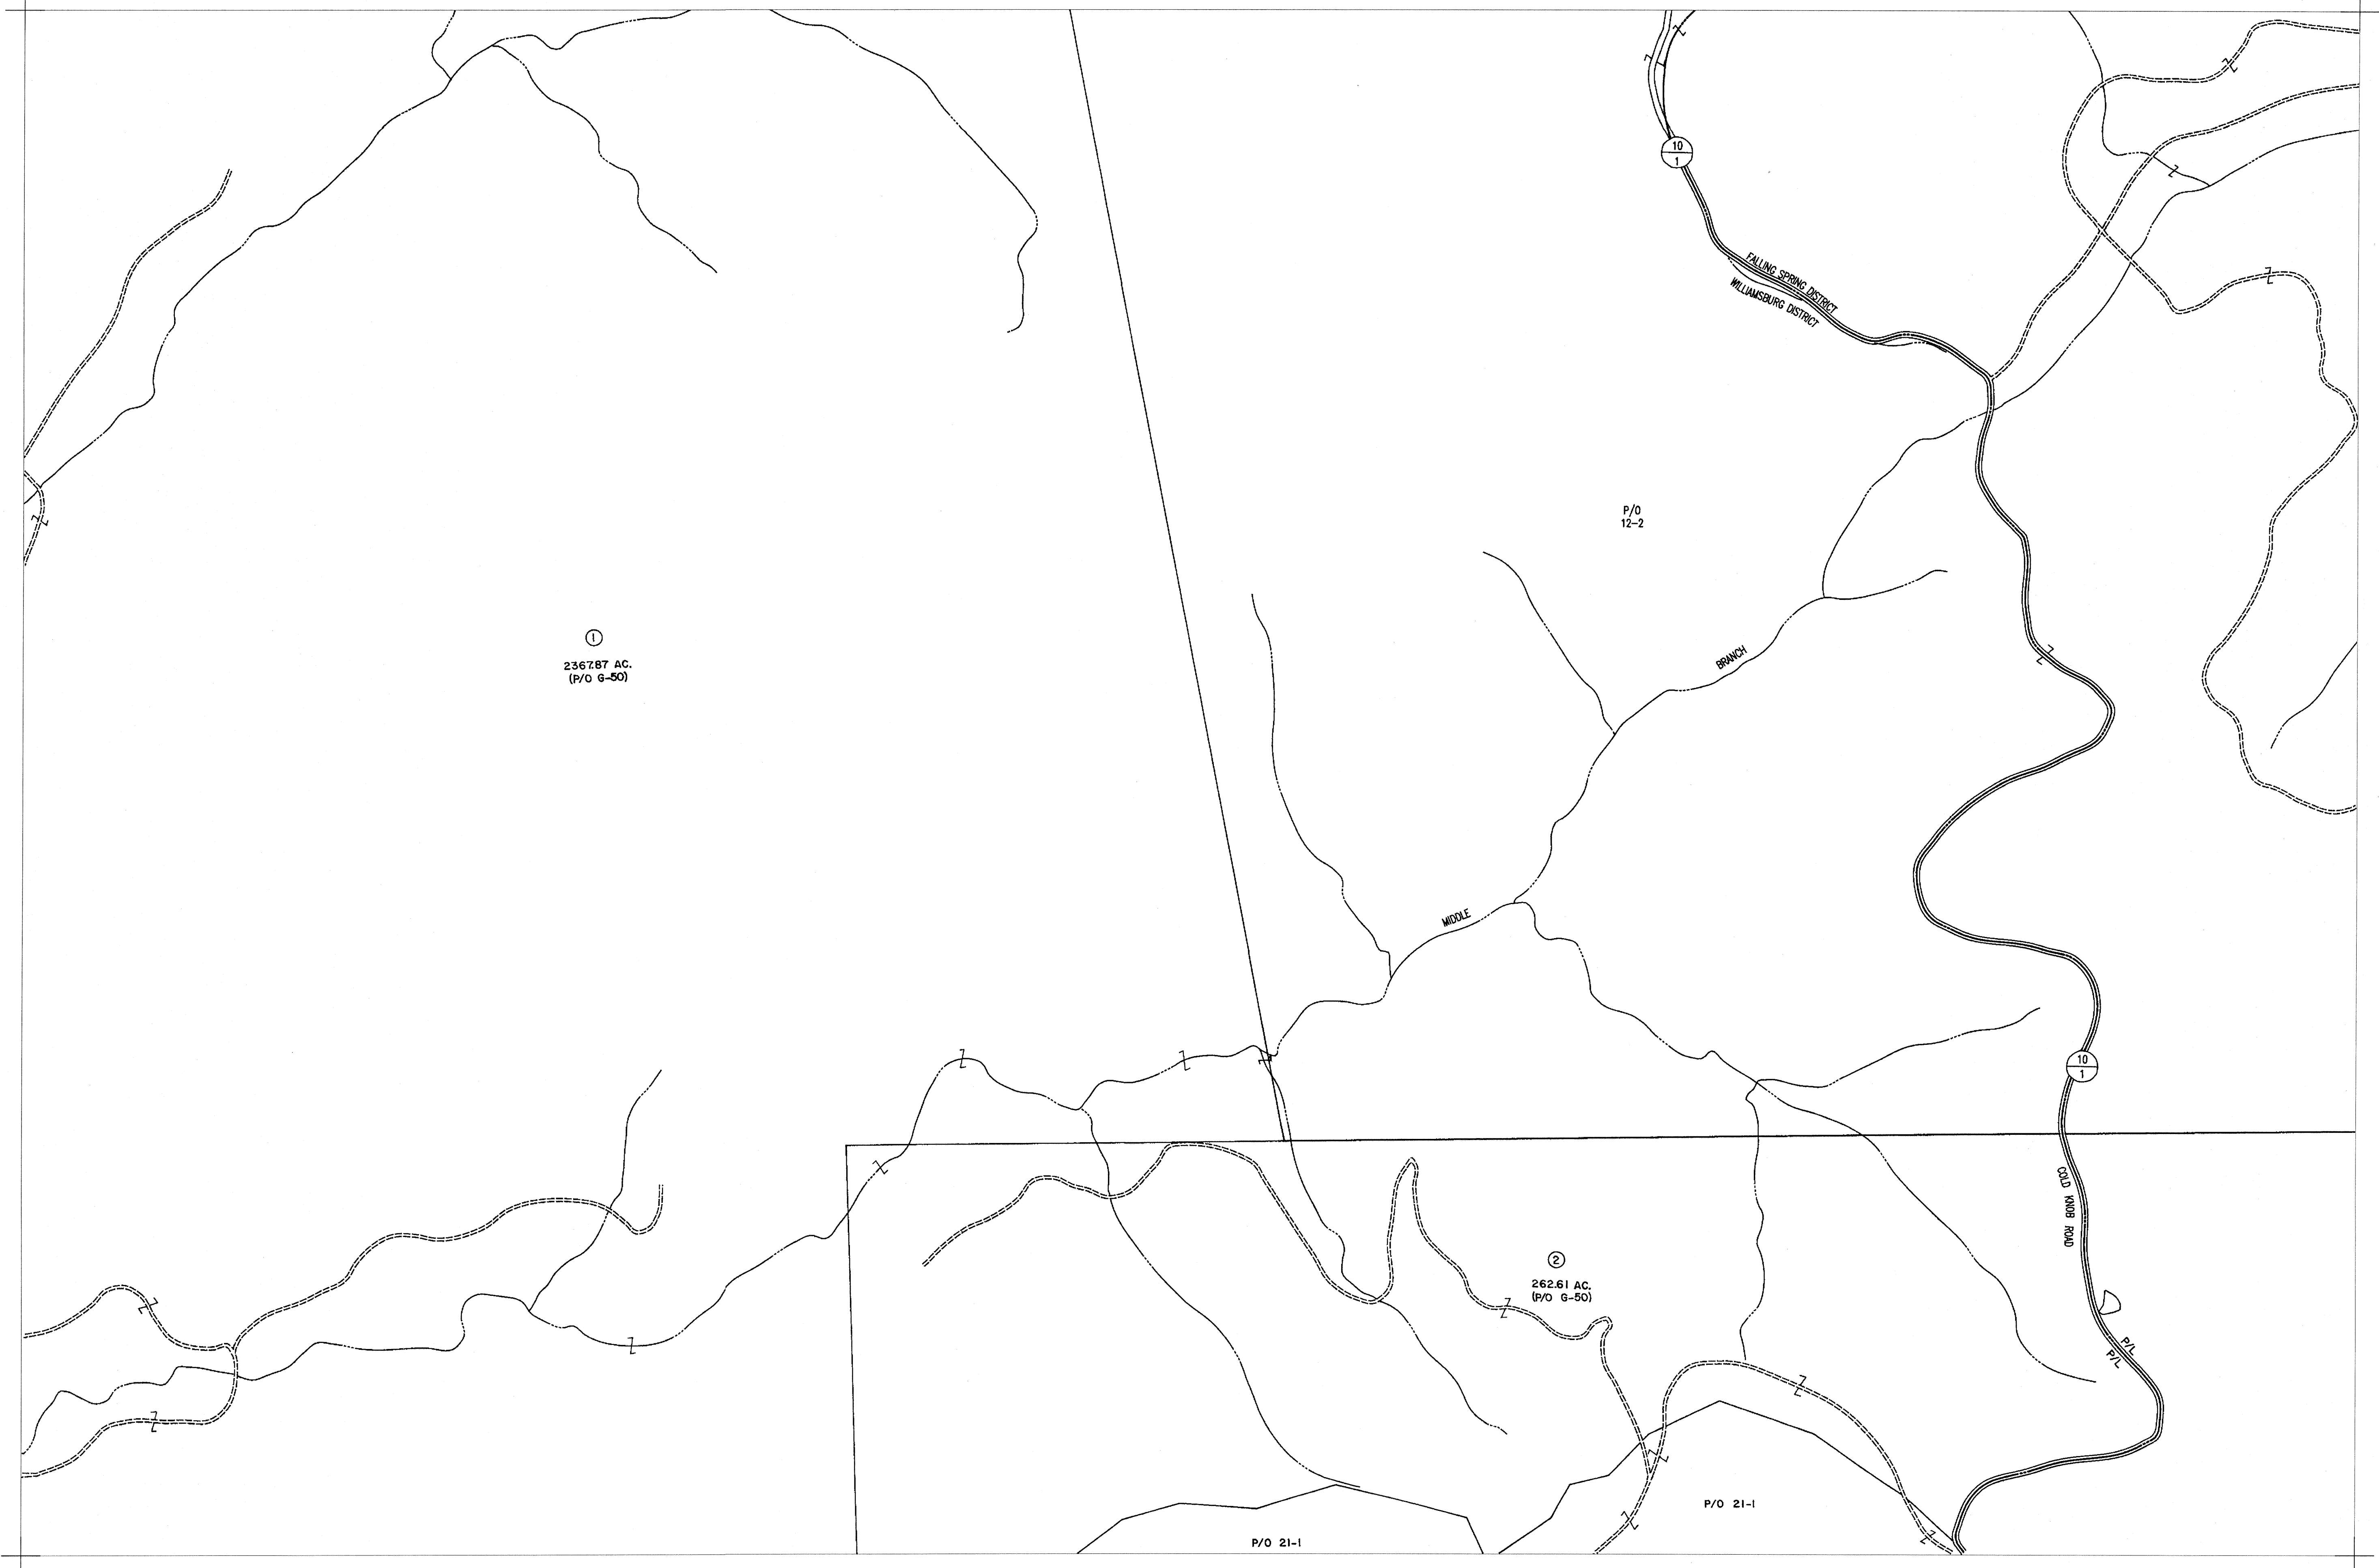 10
1
FALLING SPRING DISTRICT
WILLIAMSBURG DISTRICT
P/O
12-2
1
2367.87 AC.
(P/O G-50)
BRANCH
MIDDLE
10
1
COLD KNOB ROAD
2
262.61 AC.
(P/O G-50)
P/L
P/L
P/O 21-1
P/O 21-1